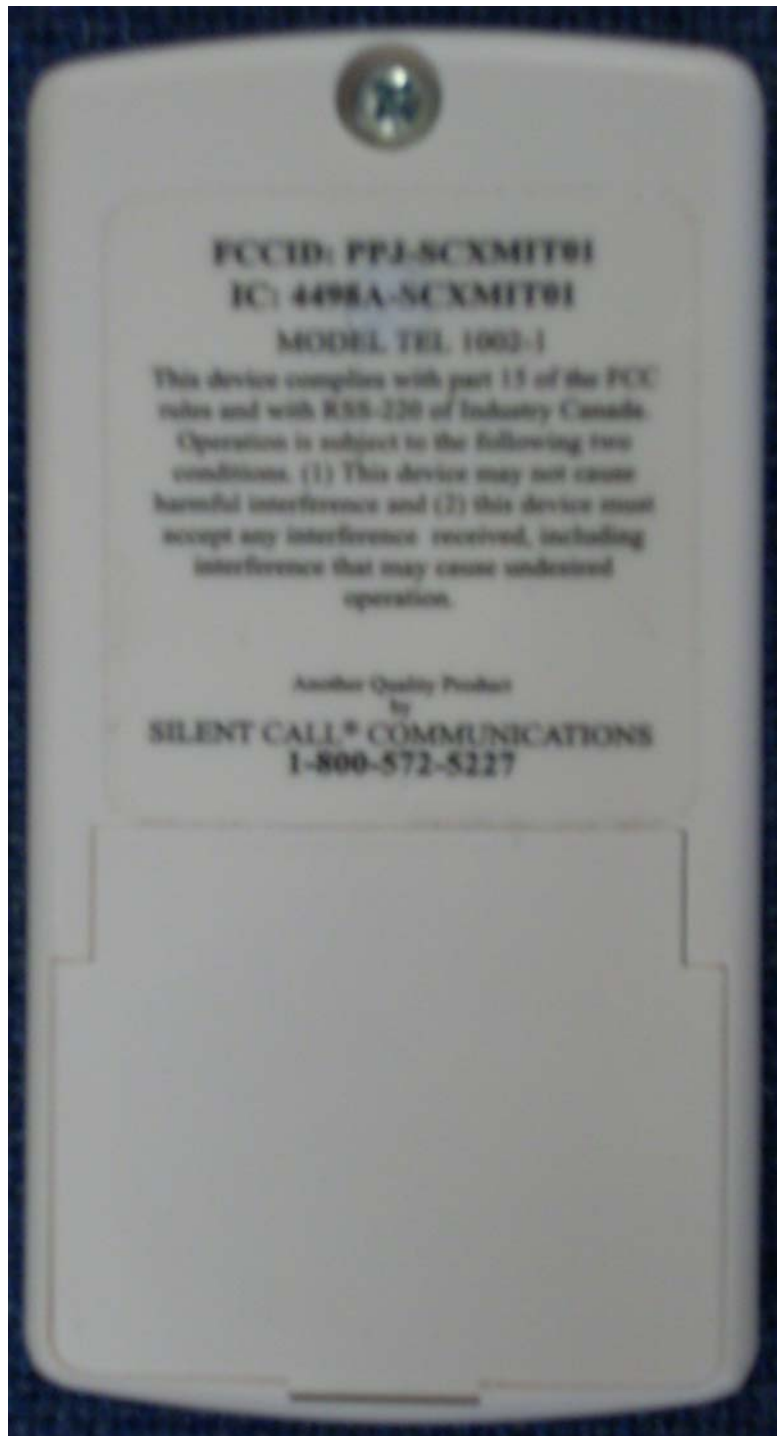 FCCID: PPJ-SCXMIT01
IC: 4498A-SCXMIT01
MODEL TEL 1002-1
This device complies with part 15 of the FCC
rules and with RSS-220 of Industry Canada.
Operation is subject to the following two
conditions. (1) This device may not cause
harmful interference and (2) this device must
accept any interference received, including
interference that may cause undesired
operation.
Another Quality Product
by
SILENT CALL® COMMUNICATIONS
1-800-572-5227